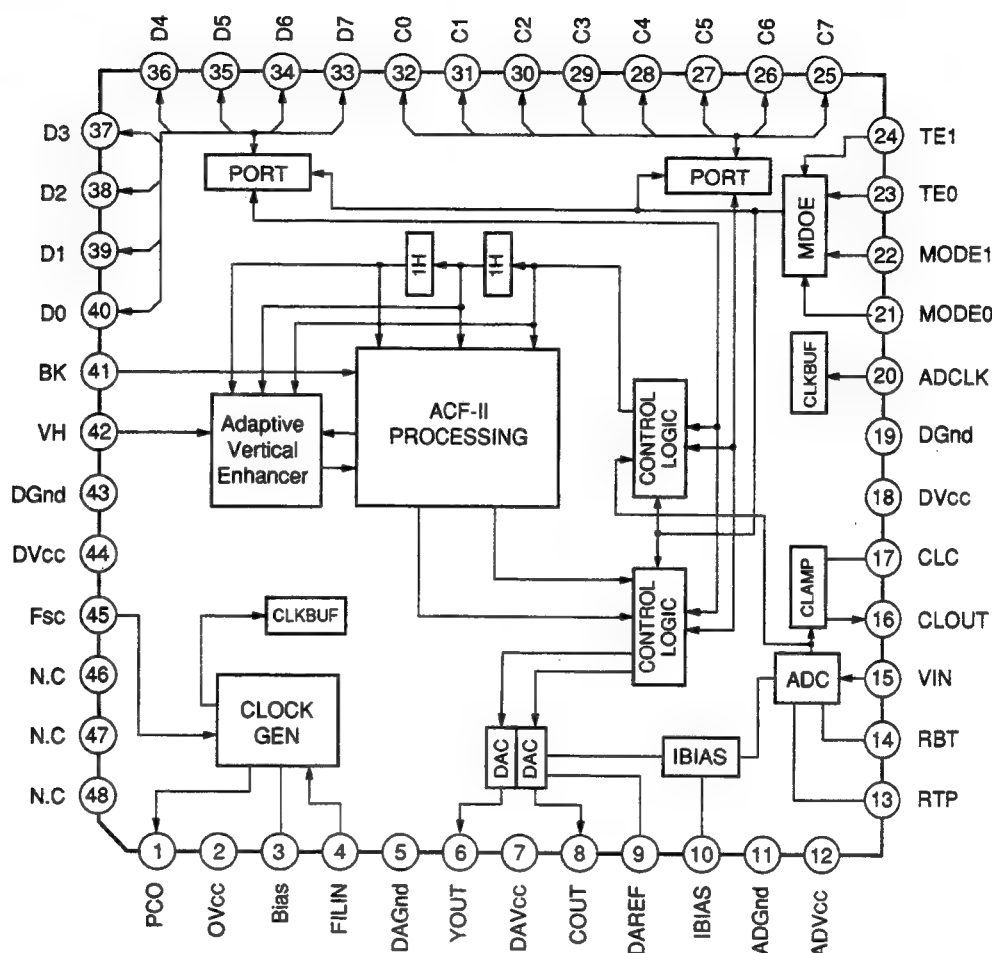 D4 D5 D6 D7 C0 C1 C2 C3 C4 C5 C6 C7
36 35 34 33 32 31 30 29 28 27 26 25
D3 37
D2 38
D1 39
D0 40
BK 41
VH 42
DGnd 43
DVcc 44
Fsc 45
N.C 46
N.C 47
N.C 48
PORT
PORT
MDOE
1H
1H
Adaptive
Vertical
Enhancer
ACF-II
PROCESSING
CONTROL
LOGIC
CONTROL
LOGIC
CLKBUF
CLKBUF
CLAMP
CLOCK
GEN
DAC
DAC
IBIAS
ADC
24 TE1
23 TE0
22 MODE1
21 MODE0
20 ADCLK
19 DGnd
18 DVcc
17 CLC
16 CLOUT
15 VIN
14 RBT
13 RTP
1 2 3 4 5 6 7 8 9 10 11 12
PCO OVcc Bias FILIN DAGnd YOUT DAVcc COUT DAREF IBIAS ADGnd ADVcc